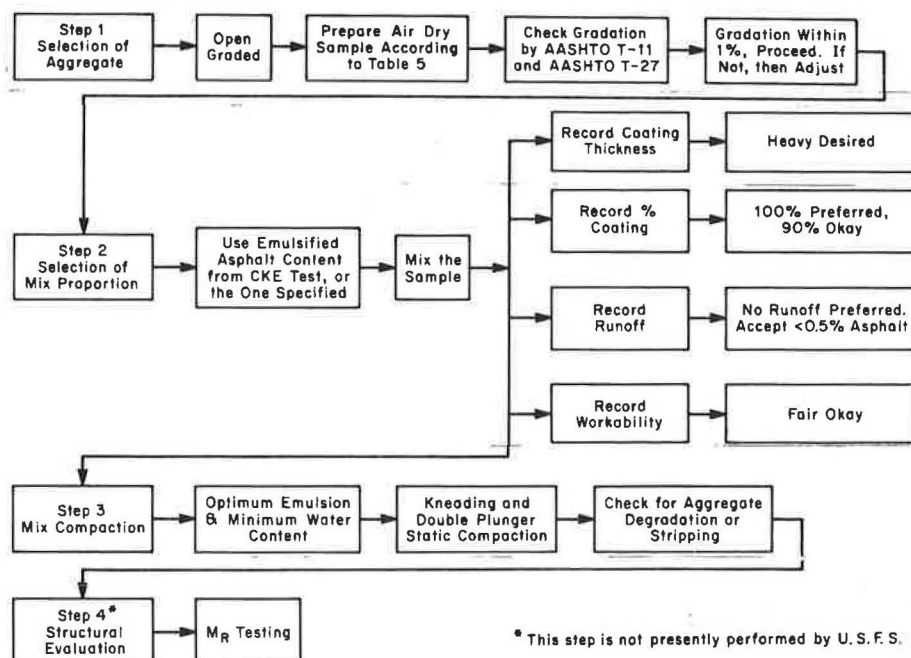 Step 1
Selection of
Aggregate
Open
Graded
Prepare Air Dry
Sample According
to Table 5
Check Gradation
by AASHTO T-11
and AASHTO T-27
Gradation Within
1%, Proceed. If
Not, then Adjust
Record Coating
Thickness
Heavy Desired
Record %
Coating
100% Preferred,
90% Okay
Step 2
Selection of
Mix Proportion
Use Emulsified
Asphalt Content
from CKE Test, or
the One Specified
Mix the
Sample
Record
Runoff
No Runoff Preferred.
Accept <0.5% Asphalt
Record
Workability
Fair Okay
Step 3
Mix Compaction
Optimum Emulsion
& Minimum Water
Content
Kneading and
Double Plunger
Static Compaction
Check for Aggregate
Degradation or
Stripping
Step 4*
Structural
Evaluation
MR Testing
* This step is not presently performed by U.S.F.S.